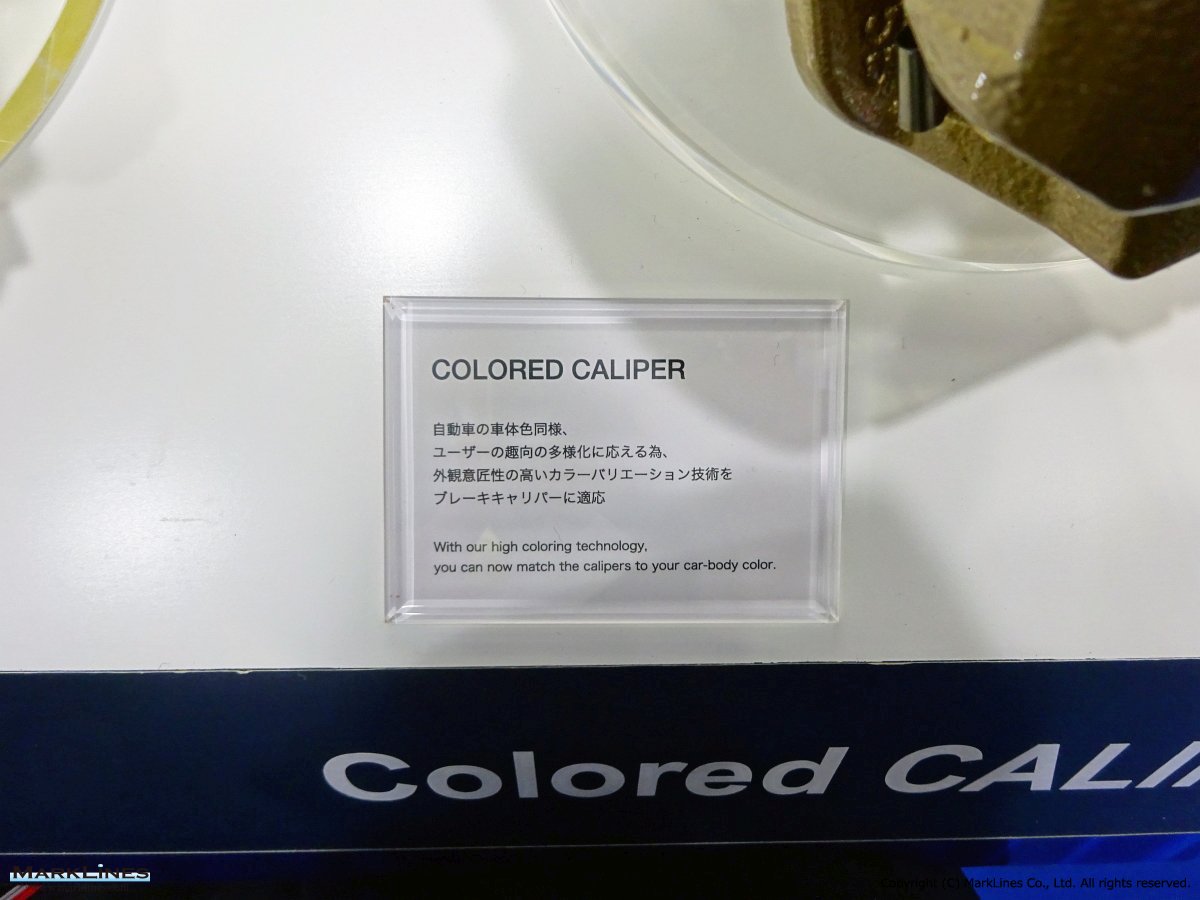 COLORED CALIPER
自動車の車体色同様、
ユーザーの趣向の多様化に応える為、
外観意匠性の高いカラーバリエーション技術を
ブレーキキャリパーに適応
With our high coloring technology,
you can now match the calipers to your car-body color.
Colored CALI
MARKLINES
Copyright (C) MarkLines Co., Ltd. All rights reserved.